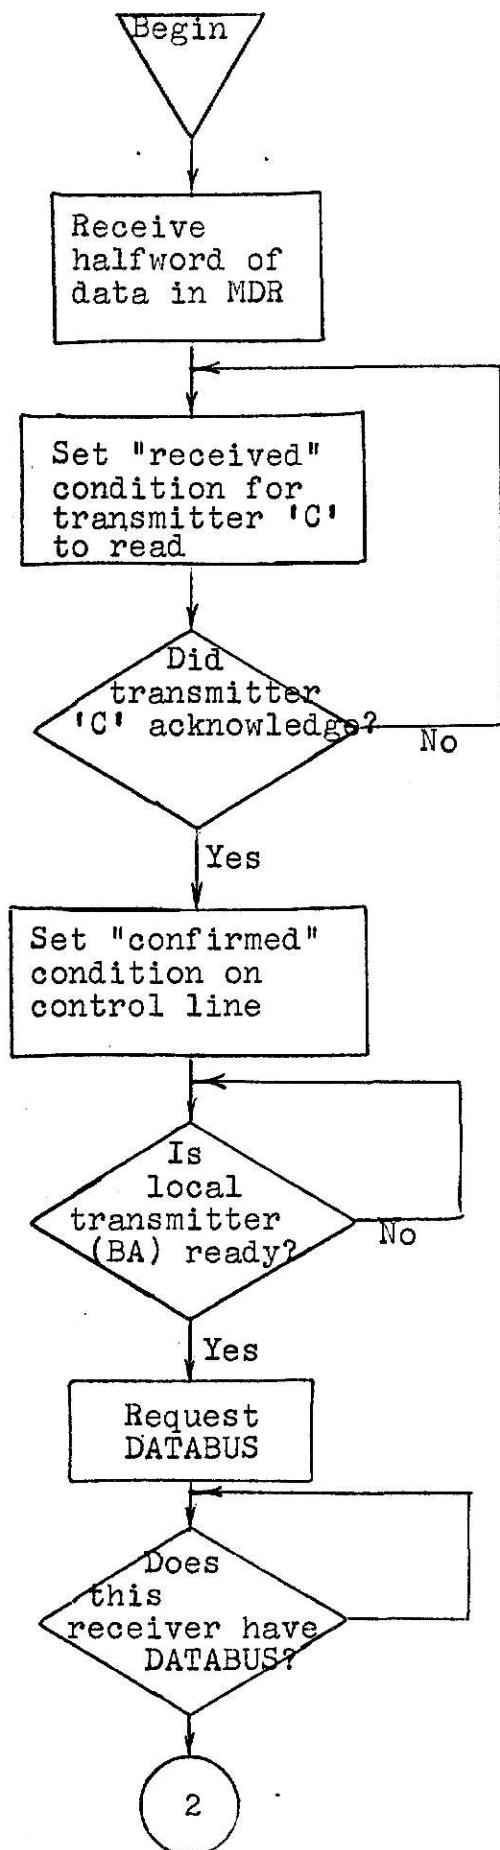 Begin
Receive
halfword of
data in MDR
Set "received"
condition for
transmitter 'C'
to read
Did
transmitter
'C' acknowledge?
No
Yes
Set "confirmed"
condition on
control line
Is
local
transmitter
(BA) ready?
No
Yes
Request
DATABUS
Does
this
receiver have
DATABUS?
2